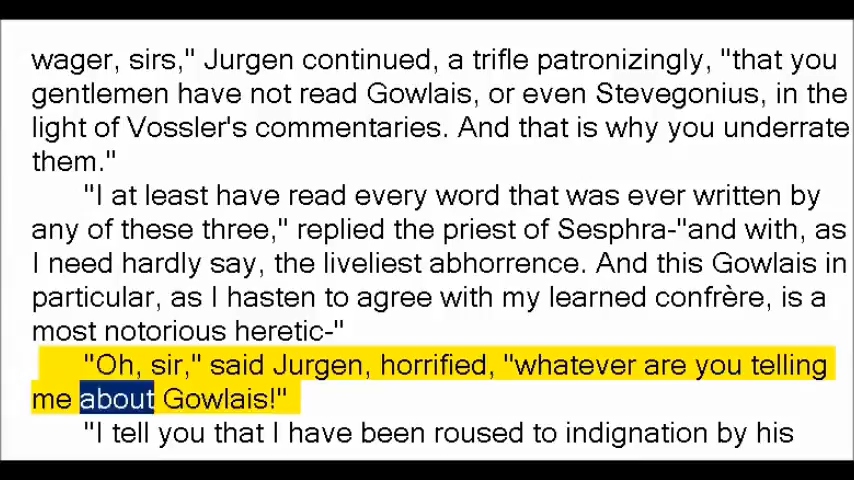 wager, sirs," Jurgen continued, a trifle patronizingly, "that you
gentlemen have not read Gowlais, or even Stevegonius, in the
light of Vossler's commentaries. And that is why you underrate
them."
"I at least have read every word that was ever written by
any of these three," replied the priest of Sesphra-"and with, as
I need hardly say, the liveliest abhorrence. And this Gowlais in
particular, as I hasten to agree with my learned confrère, is a
most notorious heretic-"
"Oh, sir," said Jurgen, horrified, "whatever are you telling
me about Gowlais!"
"I tell you that I have been roused to indignation by his